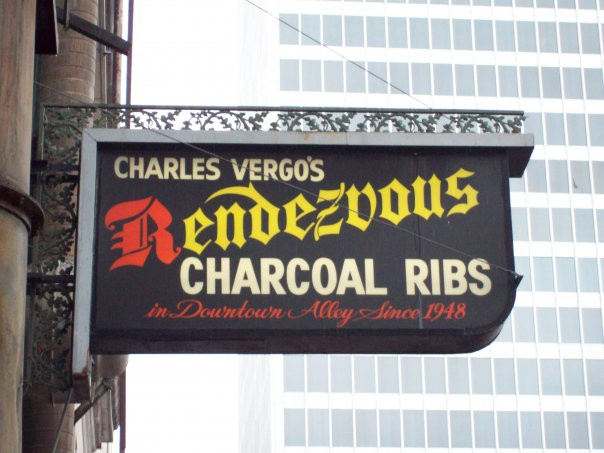 CHARLES VERGO'S
Rendezvous
CHARCOAL RIBS
in Downtown Alley Since 1948